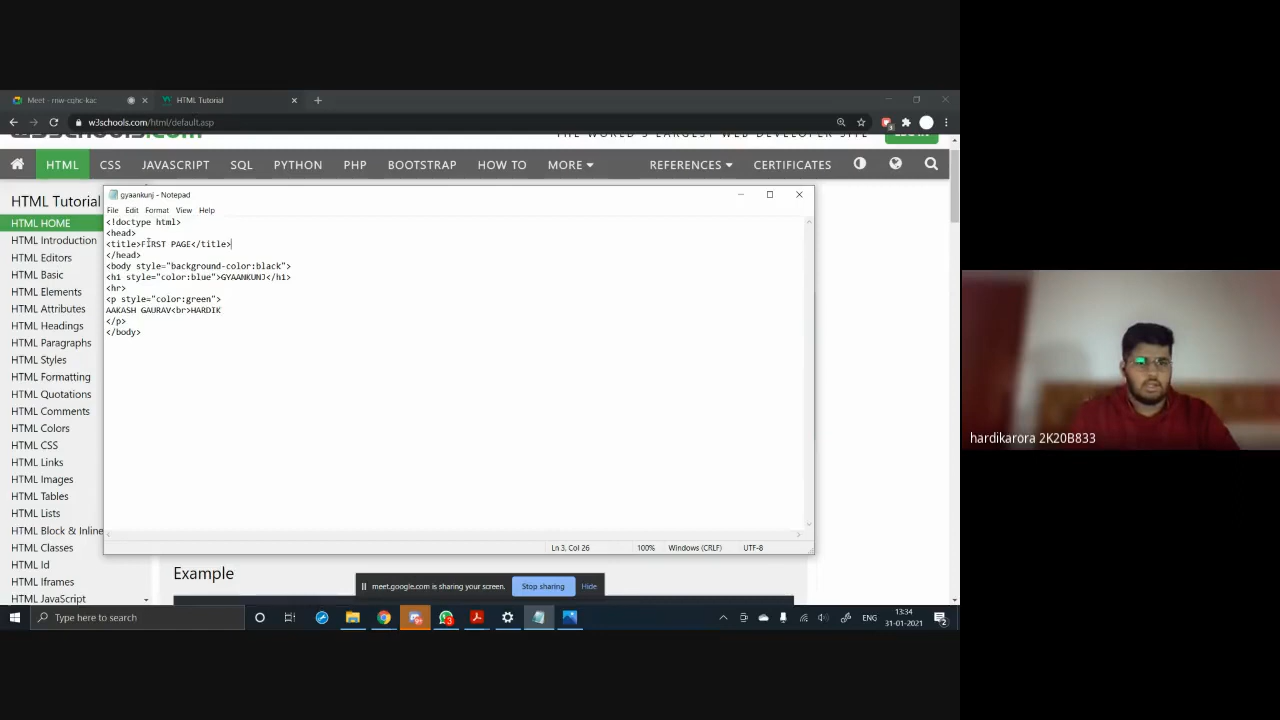 Meet - rnw-cqhc-kac
HTML Tutorial
w3schools.com/html/default.asp
w3schools.com
THE WORLD'S LARGEST WEB DEVELOPER SITE
LOG IN
HTML CSS JAVASCRIPT SQL PYTHON PHP BOOTSTRAP HOW TO MORE REFERENCES CERTIFICATES
HTML Tutorial
HTML HOME
HTML Introduction
HTML Editors
HTML Basic
HTML Elements
HTML Attributes
HTML Headings
HTML Paragraphs
HTML Styles
HTML Formatting
HTML Quotations
HTML Comments
HTML Colors
HTML CSS
HTML Links
HTML Images
HTML Tables
HTML Lists
HTML Block & Inline
HTML Classes
HTML Id
HTML Iframes
HTML JavaScript
gyaankunj - Notepad
File Edit Format View Help
<!doctype html>
<head>
<title>FIRST PAGE</title>
</head>
<body style="background-color:black">
<h1 style="color:blue">GYAANKUNJ</h1>
<hr>
<p style="color:green">
AAKASH GAURAV<br>HARDIK
</p>
</body>
Ln 3, Col 26 100% Windows (CRLF) UTF-8
Example
meet.google.com is sharing your screen. Stop sharing Hide
Type here to search
3
ENG
13:34
31-01-2021
2
hardikarora 2K20B833